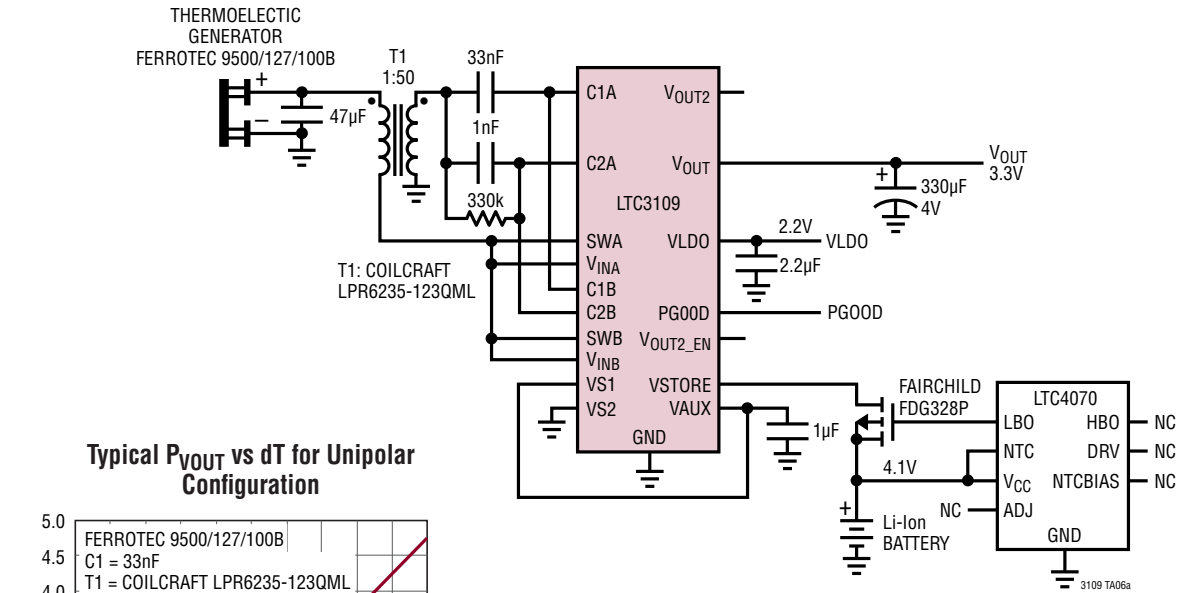 THERMOELECTIC
GENERATOR
FERROTEC 9500/127/100B
+
–
47µF
T1
1:50
33nF
1nF
330k
T1: COILCRAFT
LPR6235-123QML
C1A
C2A
SWA
VINA
C1B
C2B
SWB
VINB
VS1
VS2
LTC3109
GND
VOUT2
VOUT
VLDO
PG00D
VOUT2_EN
VSTORE
VAUX
VOUT
3.3V
+
330µF
4V
2.2V
VLDO
2.2µF
PGOOD
1µF
FAIRCHILD
FDG328P
4.1V
+
Li-Ion
BATTERY
NC
LTC4070
LBO
NTC
VCC
ADJ
HBO
DRV
NTCBIAS
GND
NC
NC
NC
3109 TA06a
Typical PVOUT vs dT for Unipolar
Configuration
5.0
4.5
4.0
FERROTEC 9500/127/100B
C1 = 33nF
T1 = COILCRAFT LPR6235-123QML